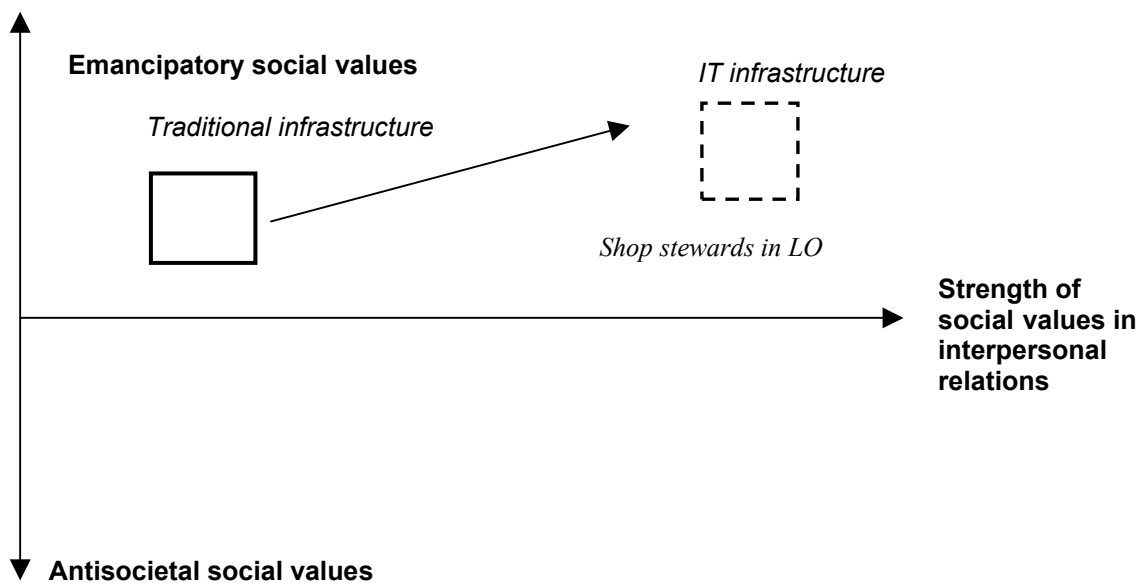 Emancipatory social values
IT infrastructure
Traditional infrastructure
Shop stewards in LO
Strength of
social values in
interpersonal
relations
Antisocietal social values